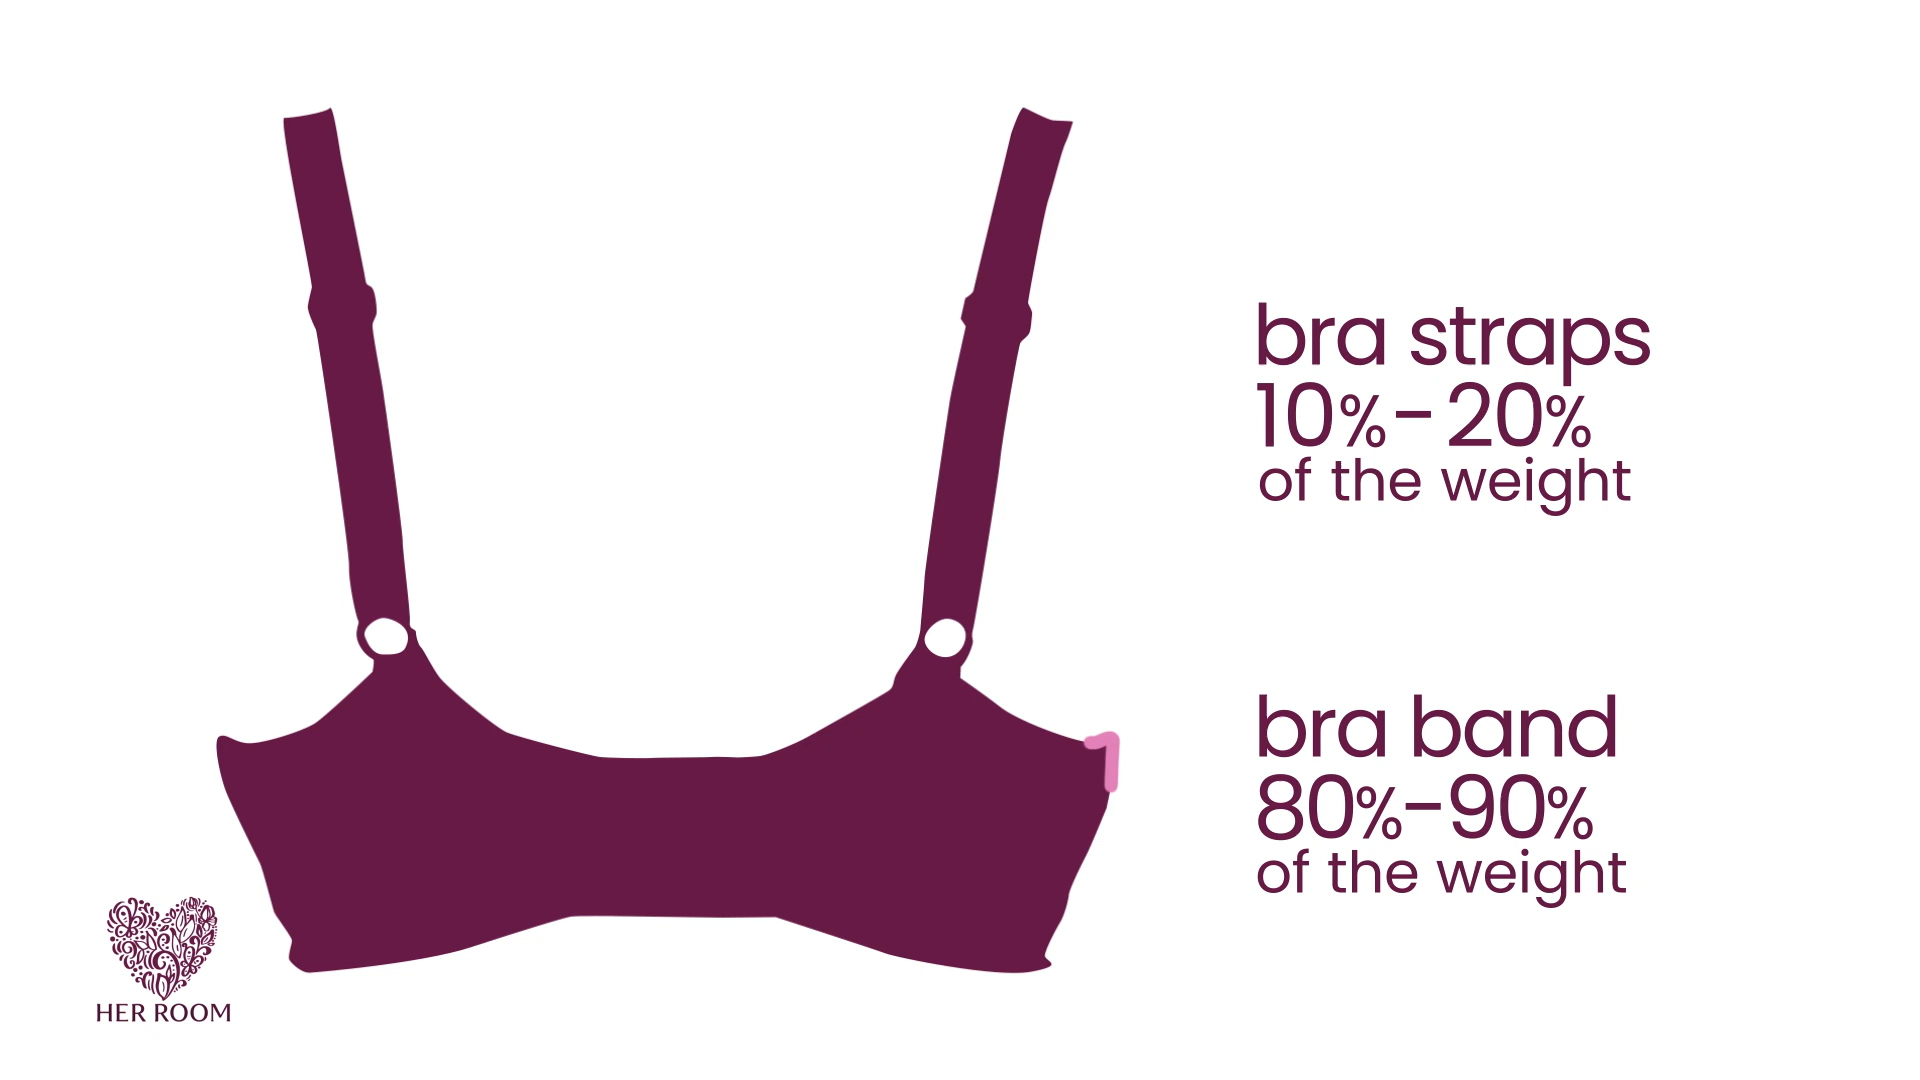 bra straps
10%-20%
of the weight
bra band
80%-90%
of the weight
HER ROOM